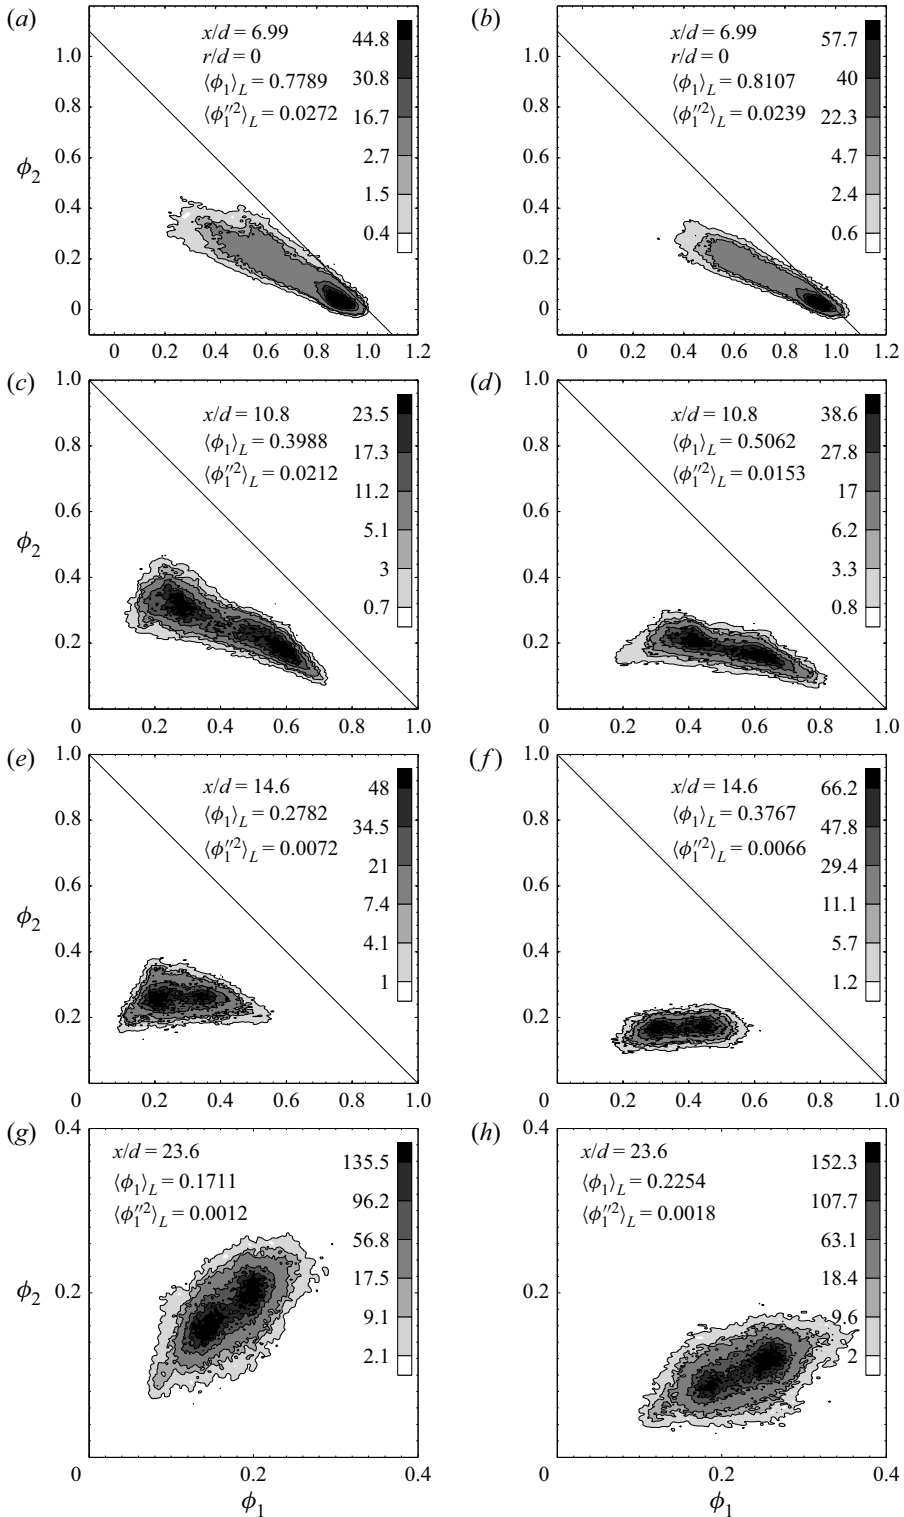 (a)
x/d = 6.99
r/d = 0
⟨ϕ₁⟩_L = 0.7789
⟨ϕ₁″²⟩_L = 0.0272
44.8
30.8
16.7
2.7
1.5
0.4
1.0
0.8
0.6
0.4
0.2
0
ϕ₂
0 0.2 0.4 0.6 0.8 1.0 1.2
(b)
x/d = 6.99
r/d = 0
⟨ϕ₁⟩_L = 0.8107
⟨ϕ₁″²⟩_L = 0.0239
57.7
40
22.3
4.7
2.4
0.6
0 0.2 0.4 0.6 0.8 1.0 1.2
(c)
x/d = 10.8
⟨ϕ₁⟩_L = 0.3988
⟨ϕ₁″²⟩_L = 0.0212
23.5
17.3
11.2
5.1
3
0.7
1.0
0.8
0.6
0.4
0.2
ϕ₂
0 0.2 0.4 0.6 0.8 1.0
(d)
x/d = 10.8
⟨ϕ₁⟩_L = 0.5062
⟨ϕ₁″²⟩_L = 0.0153
38.6
27.8
17
6.2
3.3
0.8
1.0
0.8
0.6
0.4
0.2
0 0.2 0.4 0.6 0.8 1.0
(e)
x/d = 14.6
⟨ϕ₁⟩_L = 0.2782
⟨ϕ₁″²⟩_L = 0.0072
48
34.5
21
7.4
4.1
1
1.0
0.8
0.6
0.4
0.2
ϕ₂
0 0.2 0.4 0.6 0.8 1.0
(f)
x/d = 14.6
⟨ϕ₁⟩_L = 0.3767
⟨ϕ₁″²⟩_L = 0.0066
66.2
47.8
29.4
11.1
5.7
1.2
1.0
0.8
0.6
0.4
0.2
0 0.2 0.4 0.6 0.8 1.0
(g)
x/d = 23.6
⟨ϕ₁⟩_L = 0.1711
⟨ϕ₁″²⟩_L = 0.0012
135.5
96.2
56.8
17.5
9.1
2.1
0.4
0.2
ϕ₂
0 0.2 0.4
ϕ₁
(h)
x/d = 23.6
⟨ϕ₁⟩_L = 0.2254
⟨ϕ₁″²⟩_L = 0.0018
152.3
107.7
63.1
18.4
9.6
2
0.4
0.2
0 0.2 0.4
ϕ₁